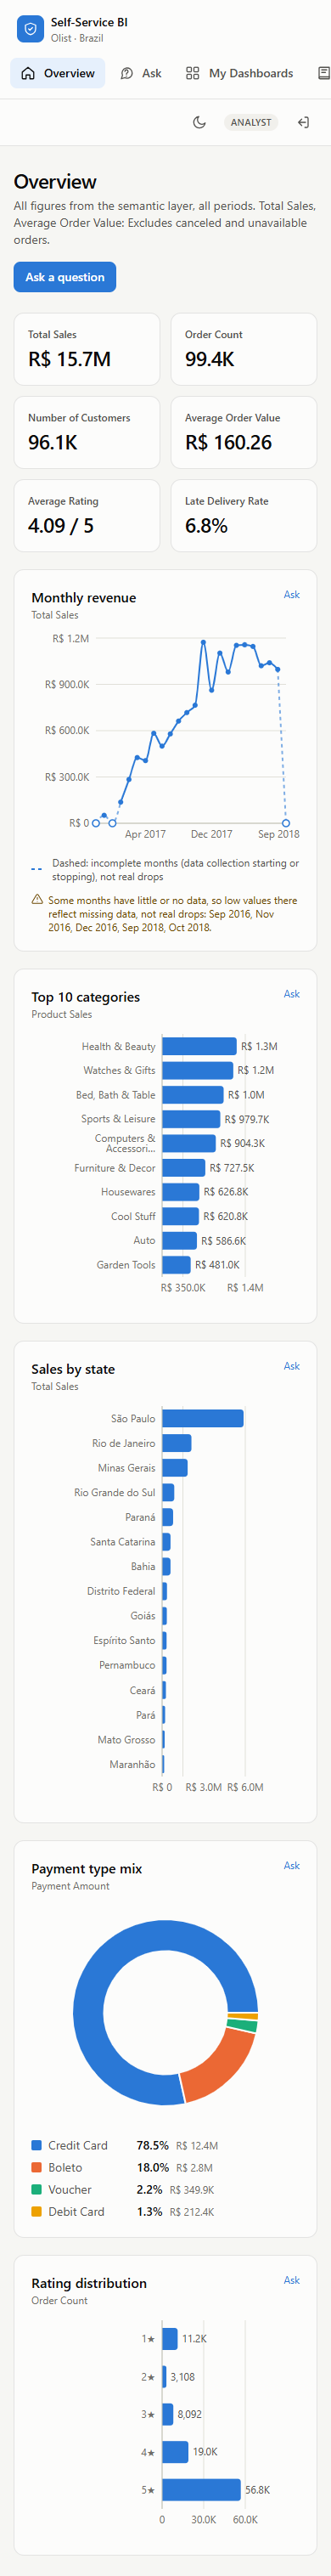 Self-Service BI
Olist · Brazil
Overview
Ask
My Dashboards
ANALYST
Overview
All figures from the semantic layer, all periods. Total Sales,
Average Order Value: Excludes canceled and unavailable
orders.
Ask a question
Total Sales
R$ 15.7M
Order Count
99.4K
Number of Customers
96.1K
Average Order Value
R$ 160.26
Average Rating
4.09 / 5
Late Delivery Rate
6.8%
Monthly revenue
Ask
Total Sales
R$ 1.2M
R$ 900.0K
R$ 600.0K
R$ 300.0K
R$ 0
Apr 2017
Dec 2017
Sep 2018
Dashed: incomplete months (data collection starting or
stopping), not real drops
Some months have little or no data, so low values there
reflect missing data, not real drops: Sep 2016, Nov
2016, Dec 2016, Sep 2018, Oct 2018.
Top 10 categories
Ask
Product Sales
Health & Beauty R$ 1.3M
Watches & Gifts R$ 1.2M
Bed, Bath & Table R$ 1.0M
Sports & Leisure R$ 979.7K
Computers &
Accessori... R$ 904.3K
Furniture & Decor R$ 727.5K
Housewares R$ 626.8K
Cool Stuff R$ 620.8K
Auto R$ 586.6K
Garden Tools R$ 481.0K
R$ 350.0K R$ 1.4M
Sales by state
Ask
Total Sales
São Paulo
Rio de Janeiro
Minas Gerais
Rio Grande do Sul
Paraná
Santa Catarina
Bahia
Distrito Federal
Goiás
Espírito Santo
Pernambuco
Ceará
Pará
Mato Grosso
Maranhão
R$ 0 R$ 3.0M R$ 6.0M
Payment type mix
Ask
Payment Amount
Credit Card 78.5% R$ 12.4M
Boleto 18.0% R$ 2.8M
Voucher 2.2% R$ 349.9K
Debit Card 1.3% R$ 212.4K
Rating distribution
Ask
Order Count
1★ 11.2K
2★ 3,108
3★ 8,092
4★ 19.0K
5★ 56.8K
0 30.0K 60.0K